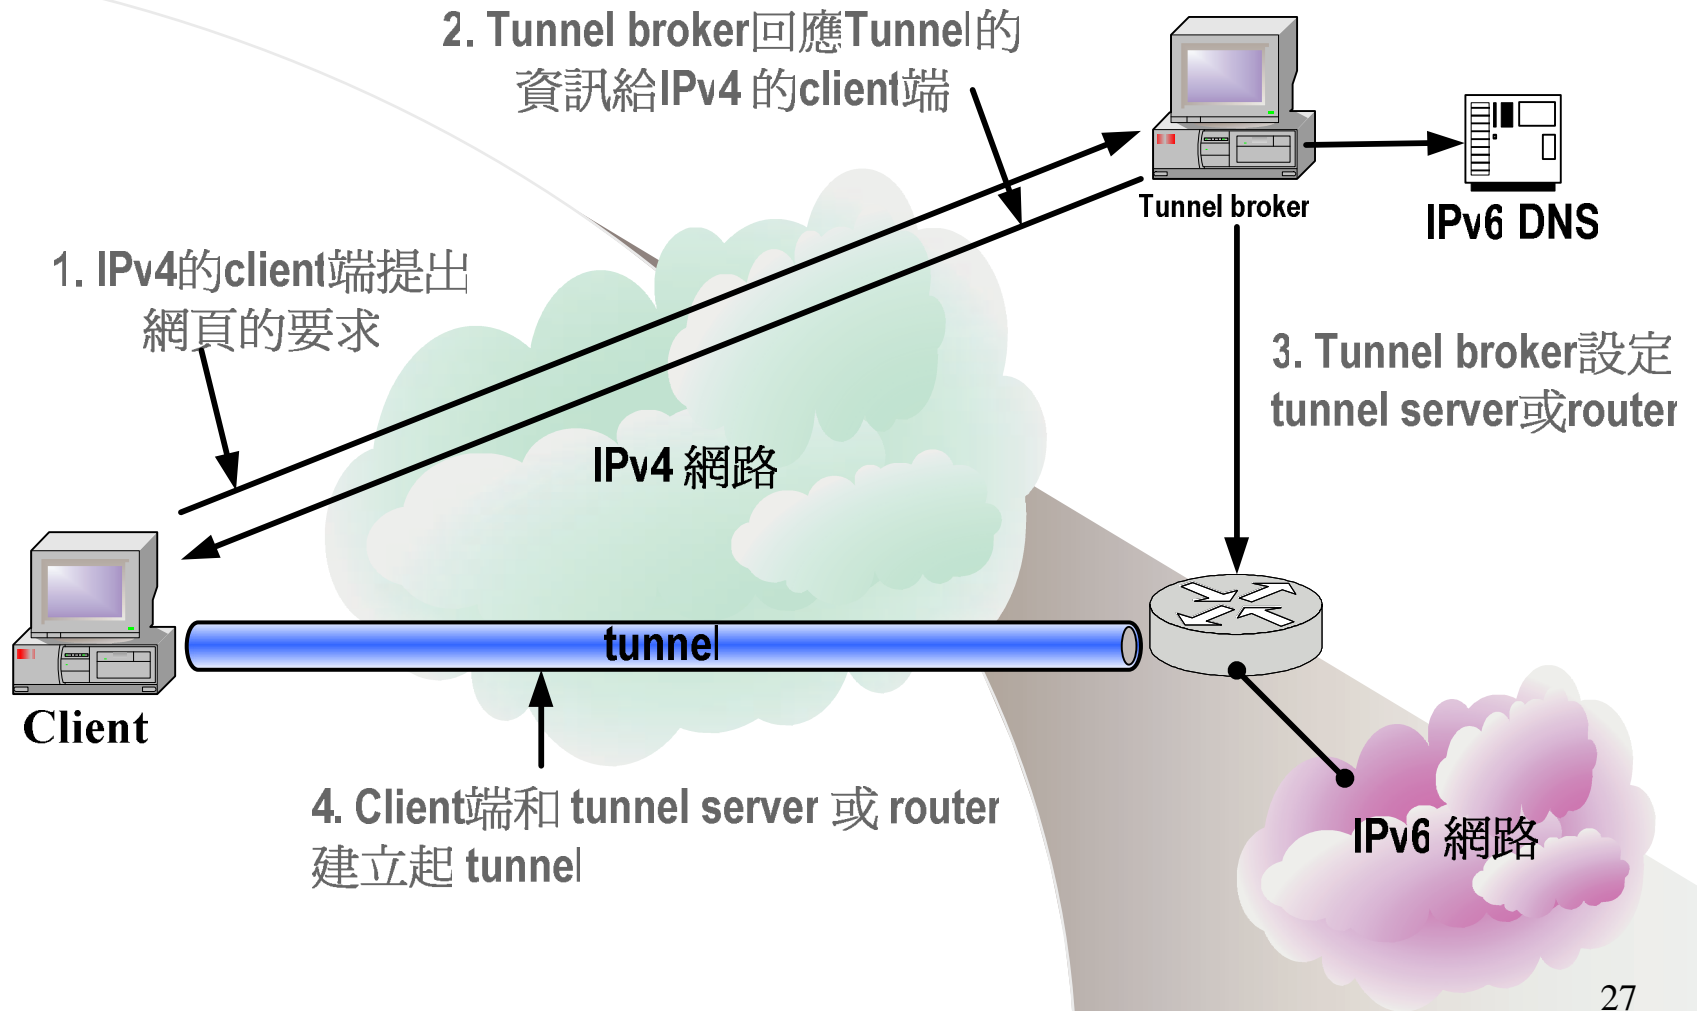 2. Tunnel broker回應Tunnel的
資訊給IPv4 的client端
Tunnel broker
IPv6 DNS
1. IPv4的client端提出
網頁的要求
3. Tunnel broker設定
tunnel server或router
IPv4 網路
tunnel
Client
4. Client端和 tunnel server 或 router
建立起 tunnel
IPv6 網路
27